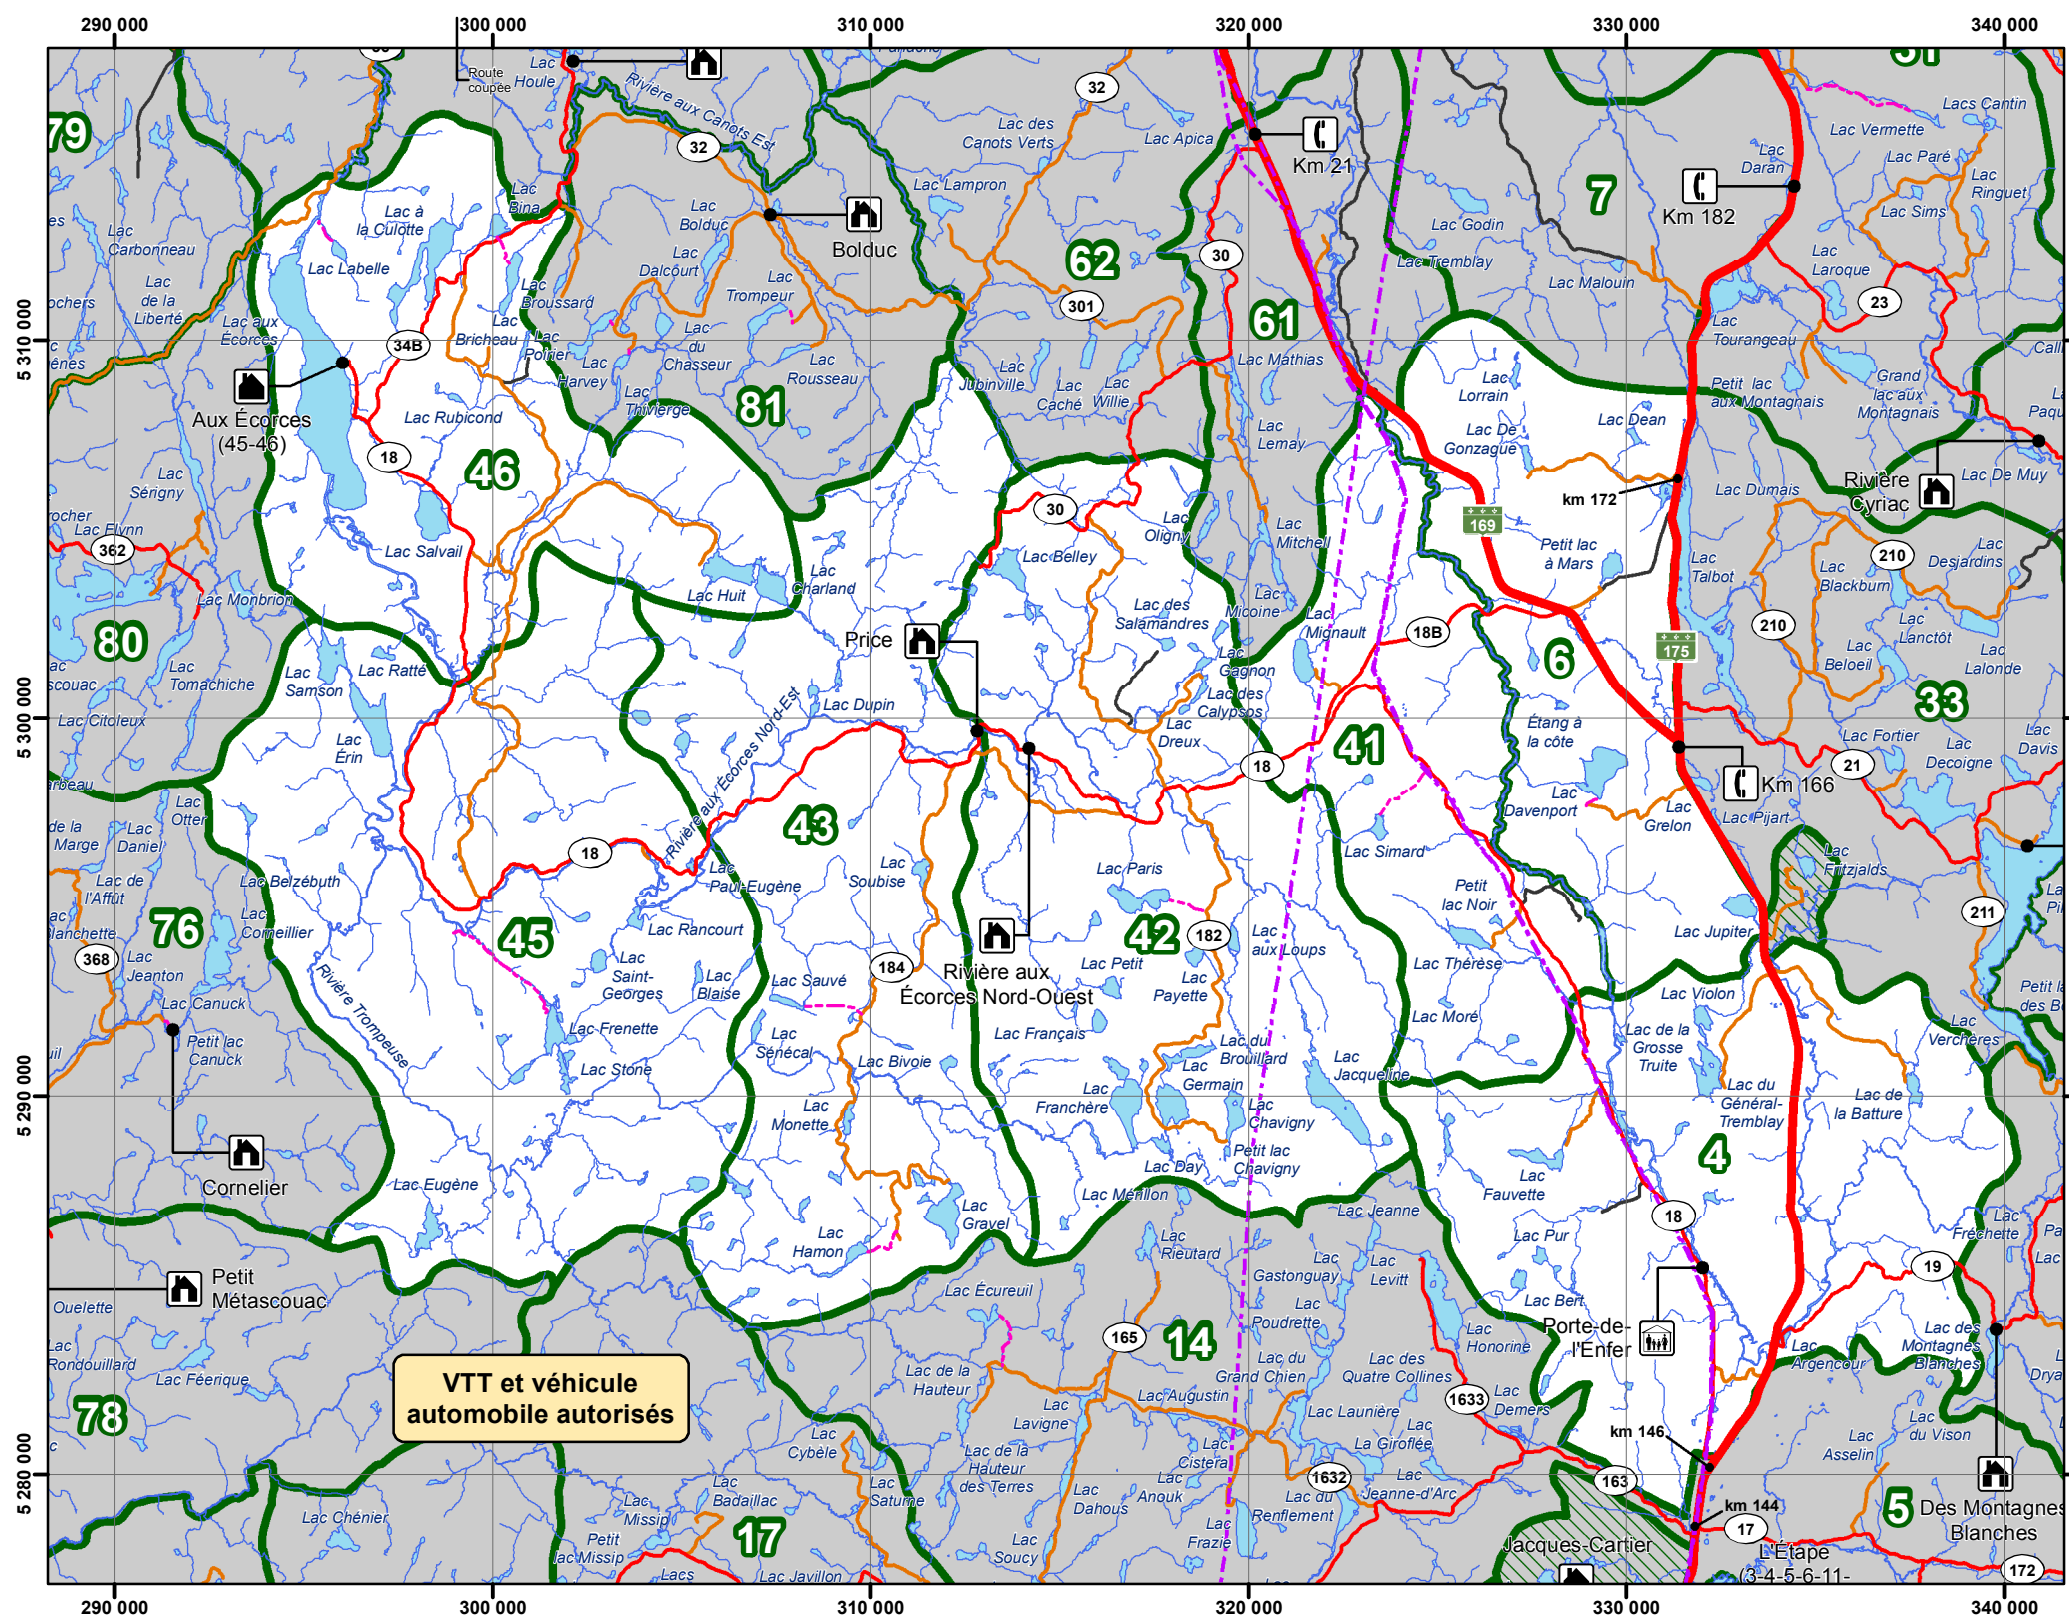 290 000
300 000
310 000
320 000
330 000
340 000
Route
coupée
Lac
Houle
Rivière aux Canots Est
32
32
Lac des
Canots Verts
Lac Apica
Km 21
Lacs Cantin
Lac Vermette
Lac
Daran
Lac Paré
Lac
Ringuet
Km 182
7
79
Lac
Carbonneau
Lac à
la Culotte
Lac
Bina
Lac
Bolduc
Bolduc
Lac Lampron
62
30
Lac Godin
Lac Sims
Lac Labelle
Lac
Dalcourt
Lac Tremblay
Lac Malouin
Lac
Laroque
23
Lac
de la
Liberté
Lac aux
Écorces
Lac
Broussard
Lac
Trompeur
301
61
5 310 000
34B
Lac
Bricheau
Lac
Poirier
Lac
Harvey
Lac
du
Chasseur
Lac
Rousseau
Lac
Jubinville
Lac
Caché
Lac
Willie
Lac Mathias
Lac
Tourangeau
Aux Écorces
(45-46)
Lac Rubicond
Lac
Thivierge
81
Lac
Lorrain
Petit lac
aux Montagnais
Grand
lac aux
Montagnais
18
46
Lac
Lemay
Lac De
Gonzague
Lac Dean
Lac
Sérigny
km 172
Lac Dumais
Rivière
Cyriac
Lac De Muy
Lac Flynn
362
Lac Salvail
30
Lac Belley
Lac
Oligny
Lac
Mitchell
169
Petit lac
à Mars
Lac
Talbot
Lac
Blackburn
210
Lac
Desjardins
Lac Monbrion
Lac Huit
Lac
Charland
Lac des
Salamandres
Lac
Micoine
Lac
Mignault
18B
6
175
210
Lac
Lanctôt
80
Price
Lac
Beloeil
Lac
Lalonde
Lac
Tomachiche
Lac
Samson
Lac Ratté
Lac
Gagnon
Lac des
Calypsos
33
5 300 000
Lac Citoleux
Lac Dupin
Lac
Érin
Rivière aux Écorces Nord-Est
Lac
Dreux
18
41
Étang à
la côte
Lac Fortier
Lac
Decoigne
Lac
Davis
21
Km 166
Lac
Otter
43
Lac
Davenport
Lac
Grelon
Lac Pijart
de la
Marge
Lac
Daniel
18
Lac
Paul-Eugène
Lac
Soubise
Lac Paris
Lac Simard
Lac
Fritzjalds
Lac de
l'Affût
Lac Belzébuth
Petit
lac Noir
76
Lac
Corneillier
45
Lac Rancourt
42
182
Lac
aux Loups
Lac Jupiter
211
368
Lac
Jeanton
Lac
Saint-
Georges
Lac
Blaise
Lac Sauvé
184
Rivière aux
Écorces Nord-Ouest
Lac Petit
Lac
Payette
Lac Thérèse
Lac Canuck
Petit lac
Canuck
Rivière Trompeuse
Lac Frenette
Lac
Sénécal
Lac Français
Lac Moré
Lac Violon
Lac de la
Grosse
Truite
Lac
Verchères
Lac Stone
Lac Bivoie
Lac du
Brouillard
Lac
Germain
Lac
Jacqueline
5 290 000
Lac
Monette
Lac
Franchère
Lac
Chavigny
Lac du
Général-
Tremblay
Lac de
la Batture
Cornelier
Lac Eugène
Petit lac
Chavigny
Lac Day
Lac Mérillon
4
Lac
Fauvette
Lac
Gravel
Lac
Hamon
Lac
Rieutard
Lac Jeanne
18
Lac Pur
Lac
Fréchette
Petit
Métascouac
Lac Écureuil
Lac
Gastonguay
Lac
Levitt
Lac Bert
19
Ouelette
Lac
Rondouillard
Lac Féerique
165
14
Lac
Poudrette
Lac
Honorine
Porte-de-
l'Enfer
Lac
Argencour
Lac des
Montagnes
Blanches
78
VTT et véhicule
automobile autorisés
Lac de la
Hauteur
Lac
Lavigne
Lac Augustin
Lac du
Grand Chien
Lac des
Quatre Collines
1633
Lac
Demers
Lac
Cybèle
Lac de la
Hauteur
des Terres
Lac
Cistera
Lac Launière
Lac
La Giroflée
km 146
Lac
Asselin
Lac
du Vison
5 280 000
Lac
Badaillac
Lac
Saturne
Lac
Dahous
Lac
Anouk
1632
Lac
Jeanne-d'Arc
163
km 144
17
5
Des Montagnes
Blanches
Lac Chénier
Lac
Missip
Petit
lac Missip
17
Lac
Soucy
Lac
Frazie
Lac du
Renflement
Jacques-Cartier
L'Étape
(3-4-5-6-11-
172
Lacs
Lac Javillon
290 000
300 000
310 000
320 000
330 000
340 000